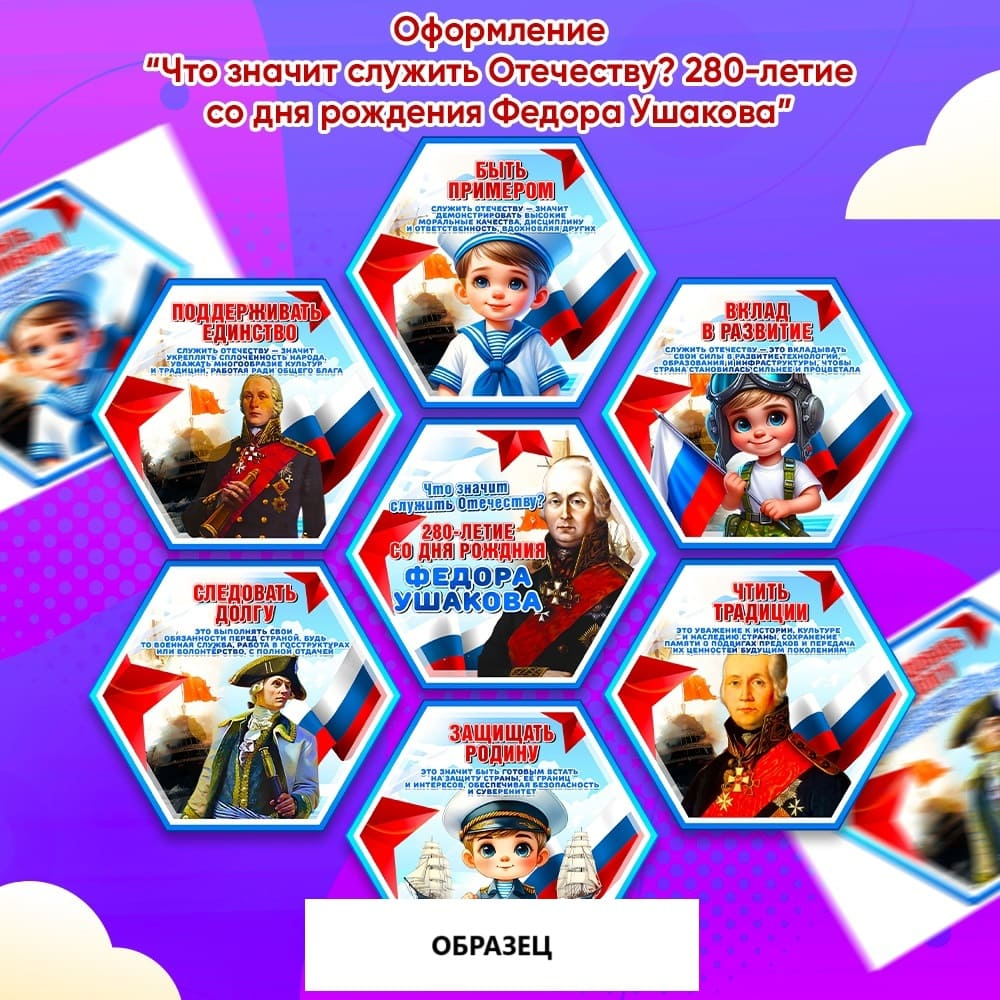 Оформление
"Что значит служить Отечеству? 280-летие
со дня рождения Федора Ушакова"
БЫТЬ
ПРИМЕРОМ
СЛУЖИТЬ ОТЕЧЕСТВУ — ЗНАЧИТ
ДЕМОНСТРИРОВАТЬ ВЫСОКИЕ
МОРАЛЬНЫЕ КАЧЕСТВА, ДИСЦИПЛИНУ
И ОТВЕТСТВЕННОСТЬ, ВДОХНОВЛЯЯ ДРУГИХ
ПОДДЕРЖИВАТЬ
ЕДИНСТВО
СЛУЖИТЬ ОТЕЧЕСТВУ — ЗНАЧИТ
УКРЕПЛЯТЬ СПЛОЧЕННОСТЬ НАРОДА,
УВАЖАТЬ МНОГООБРАЗИЕ КУЛЬТУР
И ТРАДИЦИЙ, РАБОТАЯ РАДИ ОБЩЕГО БЛАГА
ВКЛАД
В РАЗВИТИЕ
СЛУЖИТЬ ОТЕЧЕСТВУ — ЭТО ВКЛАДЫВАТЬ
СВОИ СИЛЫ В РАЗВИТИЕ ТЕХНОЛОГИЙ,
ОБРАЗОВАНИЯ И ИНФРАСТРУКТУРЫ, ЧТОБЫ
СТРАНА СТАНОВИЛАСЬ СИЛЬНЕЕ И ПРОЦВЕТАЛА
Что значит
служить Отечеству?
280-ЛЕТИЕ
СО ДНЯ РОЖДНИЯ
ФЕДОРА
УШАКОВА
СЛЕДОВАТЬ
ДОЛГУ
ЭТО ВЫПОЛНЯТЬ СВОИ
ОБЯЗАННОСТИ ПЕРЕД СТРАНОЙ, БУДЬ
ТО ВОЕННАЯ СЛУЖБА, РАБОТА В ГОССТРУКТУРАХ
ИЛИ ВОЛОНТЁРСТВО, С ПОЛНОЙ ОТДАЧЕЙ
ЧТИТЬ
ТРАДИЦИИ
ЭТО УВАЖЕНИЕ К ИСТОРИИ, КУЛЬТУРЕ
И НАСЛЕДИЮ СТРАНЫ, СОХРАНЕНИЕ
ПАМЯТИ О ПОДВИГАХ ПРЕДКОВ И ПЕРЕДАЧА
ИХ ЦЕННОСТЕЙ БУДУЩИМ ПОКОЛЕНИЯМ
ЗАЩИЩАТЬ
РОДИНУ
ЭТО ЗНАЧИТ БЫТЬ ГОТОВЫМ ВСТАТЬ
НА ЗАЩИТУ СТРАНЫ, ЕЁ ГРАНИЦ
И ИНТЕРЕСОВ, ОБЕСПЕЧИВАЯ БЕЗОПАСНОСТЬ
И СУВЕРЕНИТЕТ
ОБРАЗЕЦ